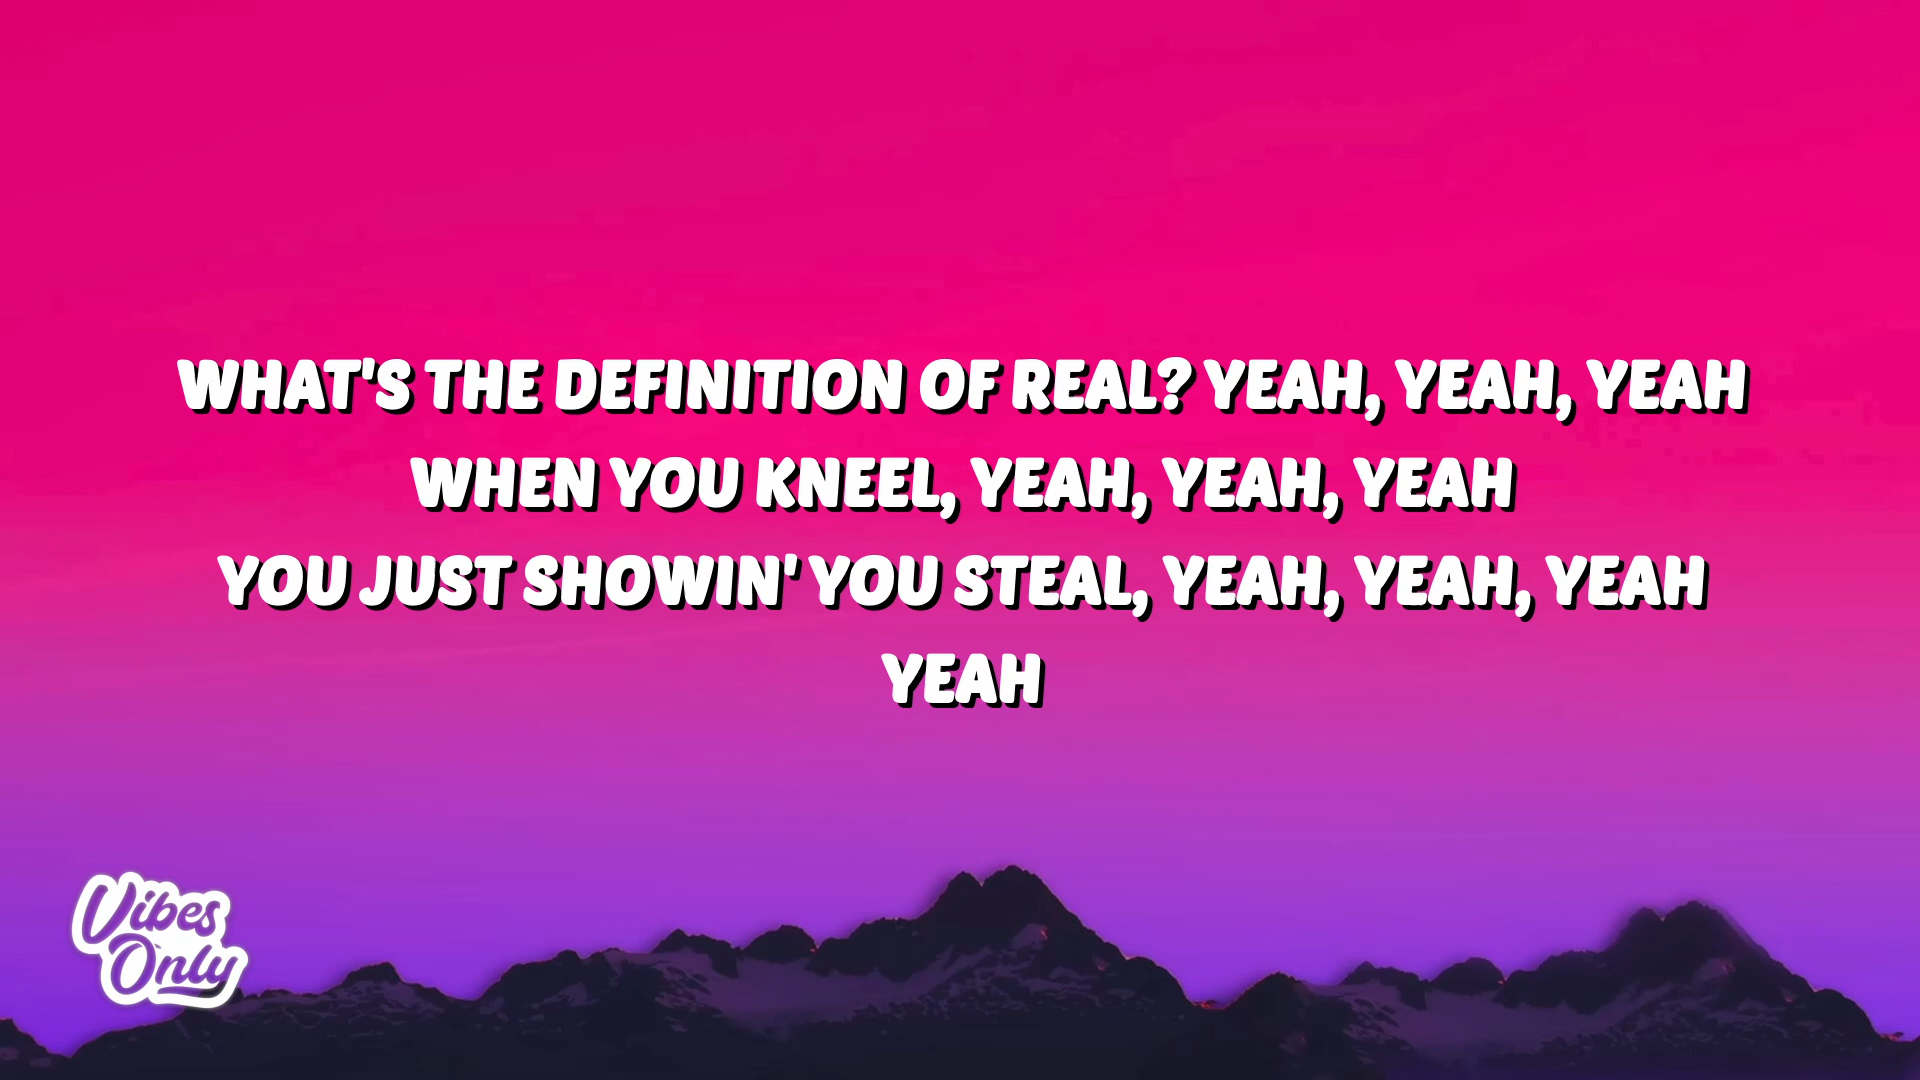 WHAT'S THE DEFINITION OF REAL? YEAH, YEAH, YEAH
WHEN YOU KNEEL, YEAH, YEAH, YEAH
YOU JUST SHOWIN' YOU STEAL, YEAH, YEAH, YEAH
YEAH
Vibes
Only